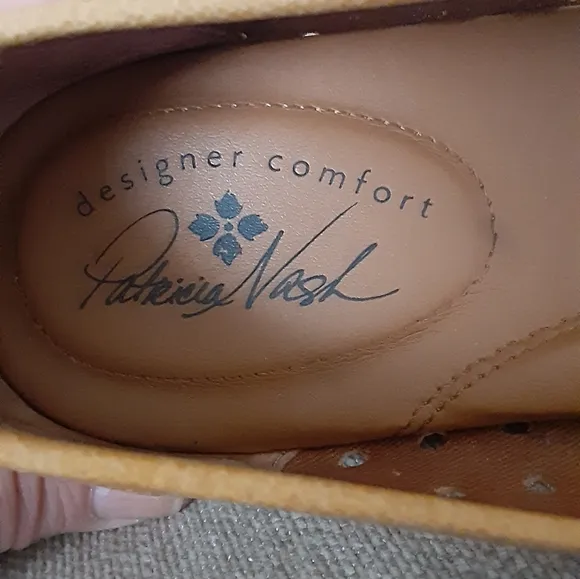 designer comfort
Patricia Nash